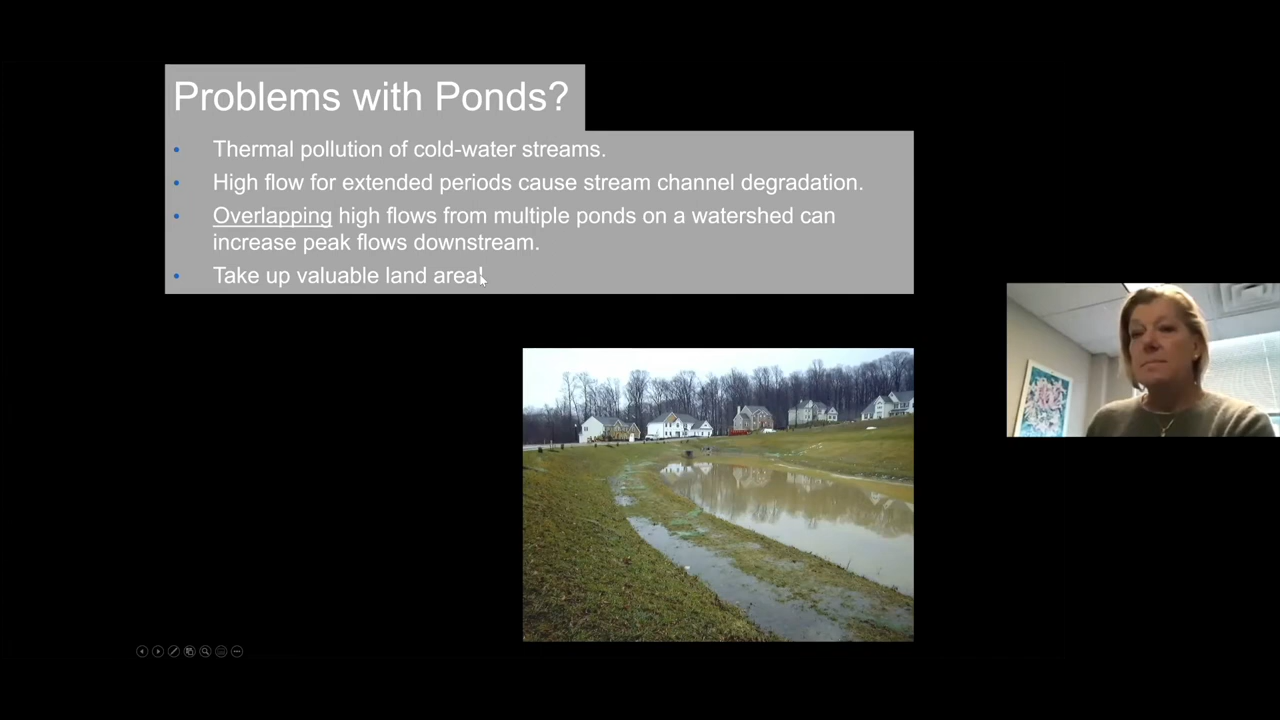 Problems with Ponds?
• Thermal pollution of cold-water streams.
• High flow for extended periods cause stream channel degradation.
• Overlapping high flows from multiple ponds on a watershed can
increase peak flows downstream.
• Take up valuable land area!